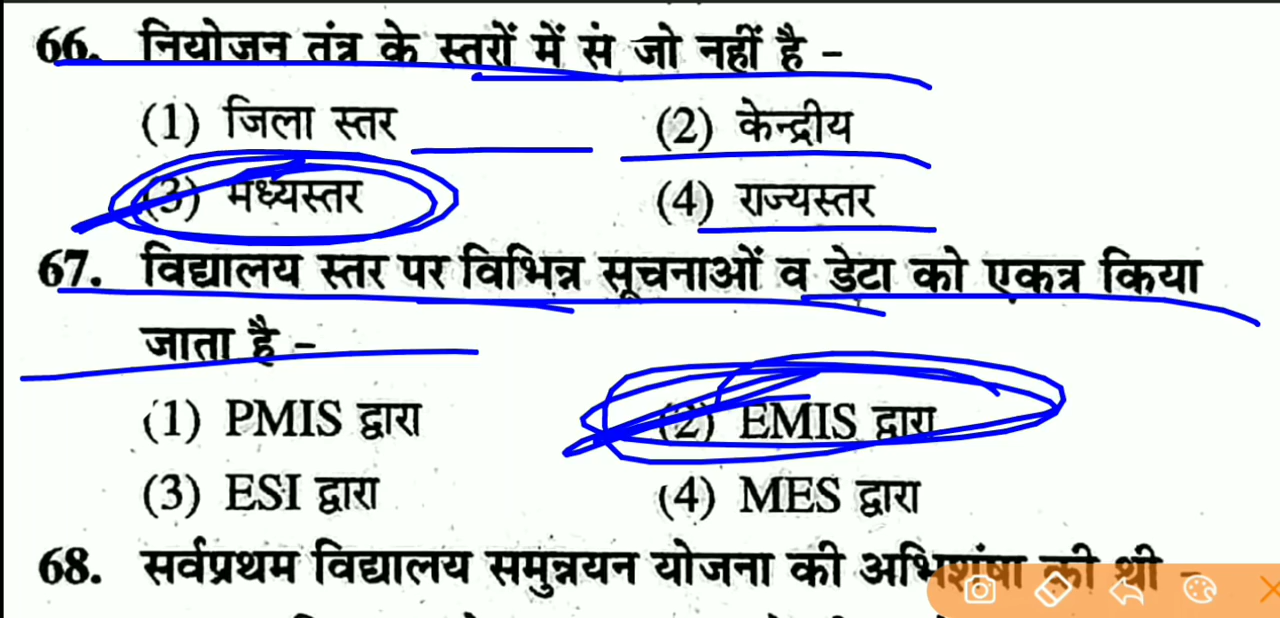 66. नियोजन तंत्र के स्तरों में सं जो नहीं है –
(1) जिला स्तर (2) केन्द्रीय
(3) मध्यस्तर (4) राज्यस्तर
67. विद्यालय स्तर पर विभिन्न सूचनाओं व डेटा को एकत्र किया
जाता है –
(1) PMIS द्वारा (2) EMIS द्वारा
(3) ESI द्वारा (4) MES द्वारा
68. सर्वप्रथम विद्यालय समुन्नयन योजना की अभिशंषा की थी –